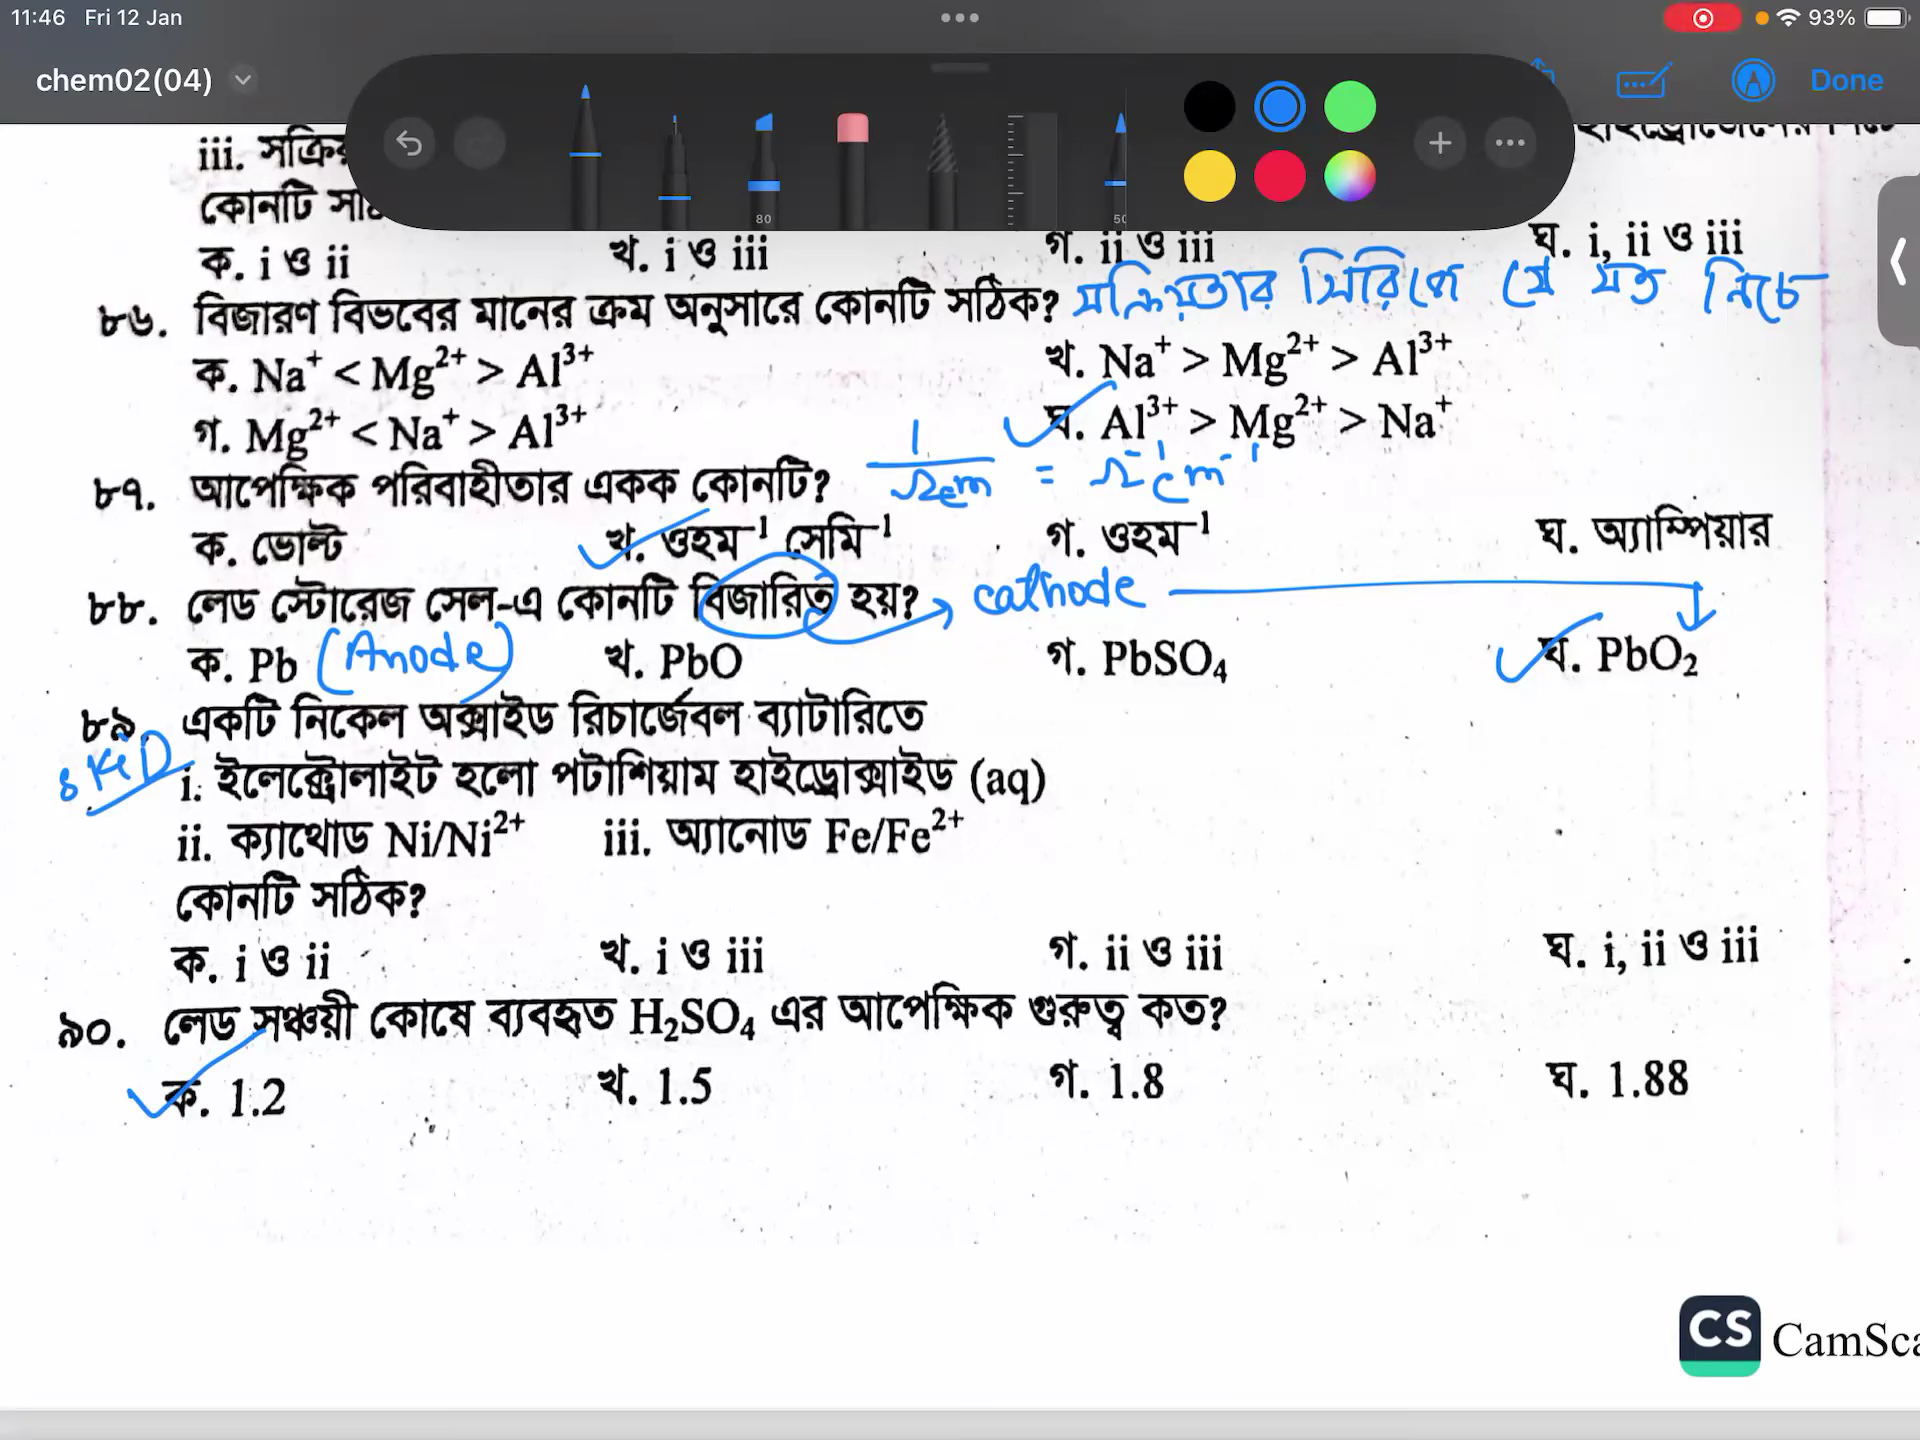 11:46 Fri 12 Jan 93%
chem02(04) Done
80 50
iii. সক্রিয়
কোনটি সঠিক
ক. i ও ii খ. i ও iii গ. ii ও iii ঘ. i, ii ও iii
৮৬. বিজারণ বিভবের মানের ক্রম অনুসারে কোনটি সঠিক? সক্রিয়তার সিরিজে যে যত নিচে
ক. Na⁺ < Mg²⁺ > Al³⁺ খ. Na⁺ > Mg²⁺ > Al³⁺
গ. Mg²⁺ < Na⁺ > Al³⁺ ঘ. Al³⁺ > Mg²⁺ > Na⁺
৮৭. আপেক্ষিক পরিবাহীতার একক কোনটি? 1/Ωcm = Ω⁻¹cm⁻¹
ক. ভোল্ট খ. ওহম⁻¹ সেমি⁻¹ গ. ওহম⁻¹ ঘ. অ্যাম্পিয়ার
৮৮. লেড স্টোরেজ সেল-এ কোনটি বিজারিত হয়? cathode
ক. Pb (Anode) খ. PbO গ. PbSO₄ ঘ. PbO₂
৮৯. একটি নিকেল অক্সাইড রিচার্জেবল ব্যাটারিতে
i. ইলেক্ট্রোলাইট হলো পটাশিয়াম হাইড্রোক্সাইড (aq)
ii. ক্যাথোড Ni/Ni²⁺ iii. অ্যানোড Fe/Fe²⁺
কোনটি সঠিক?
ক. i ও ii খ. i ও iii গ. ii ও iii ঘ. i, ii ও iii
৯০. লেড সঞ্চয়ী কোষে ব্যবহৃত H₂SO₄ এর আপেক্ষিক গুরুত্ব কত?
ক. 1.2 খ. 1.5 গ. 1.8 ঘ. 1.88
CS CamSca